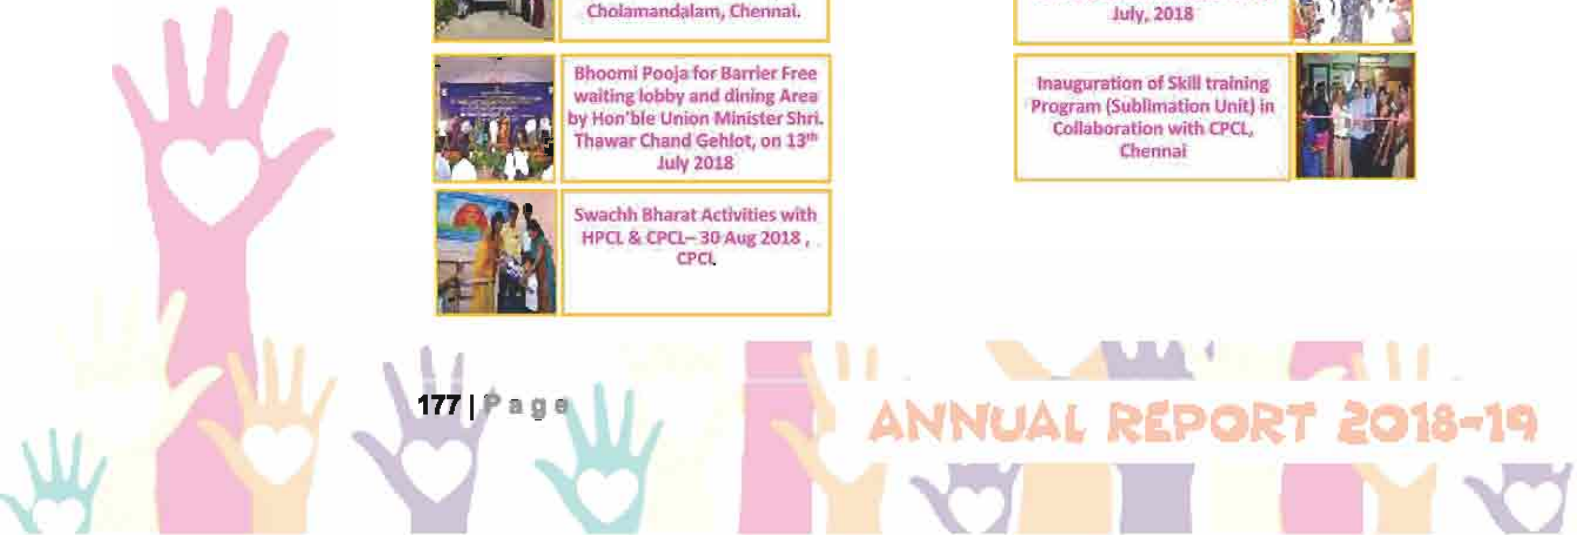 Cholamandalam, Chennai.
Bhoomi Pooja for Barrier Free
waiting lobby and dining Area
by Hon'ble Union Minister Shri.
Thawar Chand Gehlot, on 13th
July 2018
Swachh Bharat Activities with
HPCL & CPCL– 30 Aug 2018 ,
CPCL.
July, 2018
Inauguration of Skill training
Program (Sublimation Unit) in
Collaboration with CPCL,
Chennai
177 | Page
ANNUAL REPORT 2018-19